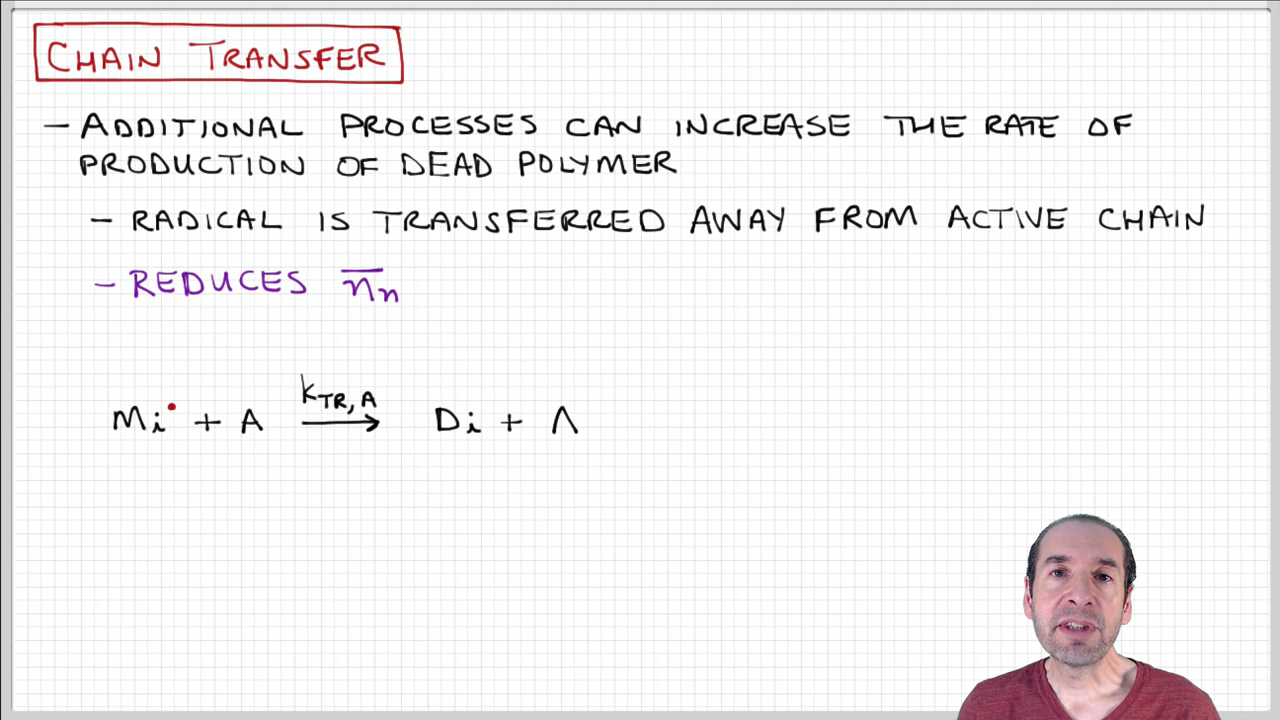 CHAIN TRANSFER
- ADDITIONAL PROCESSES CAN INCREASE THE RATE OF
PRODUCTION OF DEAD POLYMER
- RADICAL IS TRANSFERRED AWAY FROM ACTIVE CHAIN
- REDUCES n̅n
Mi• + A kTR, A → Di + Λ